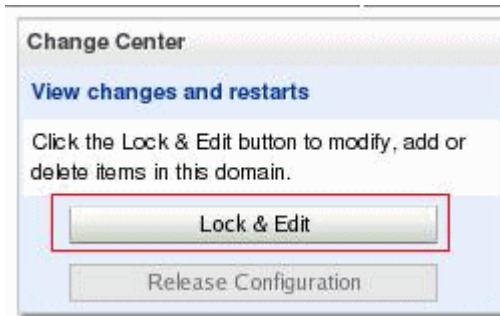 Change Center
View changes and restarts
Click the Lock & Edit button to modify, add or
delete items in this domain.
Lock & Edit
Release Configuration